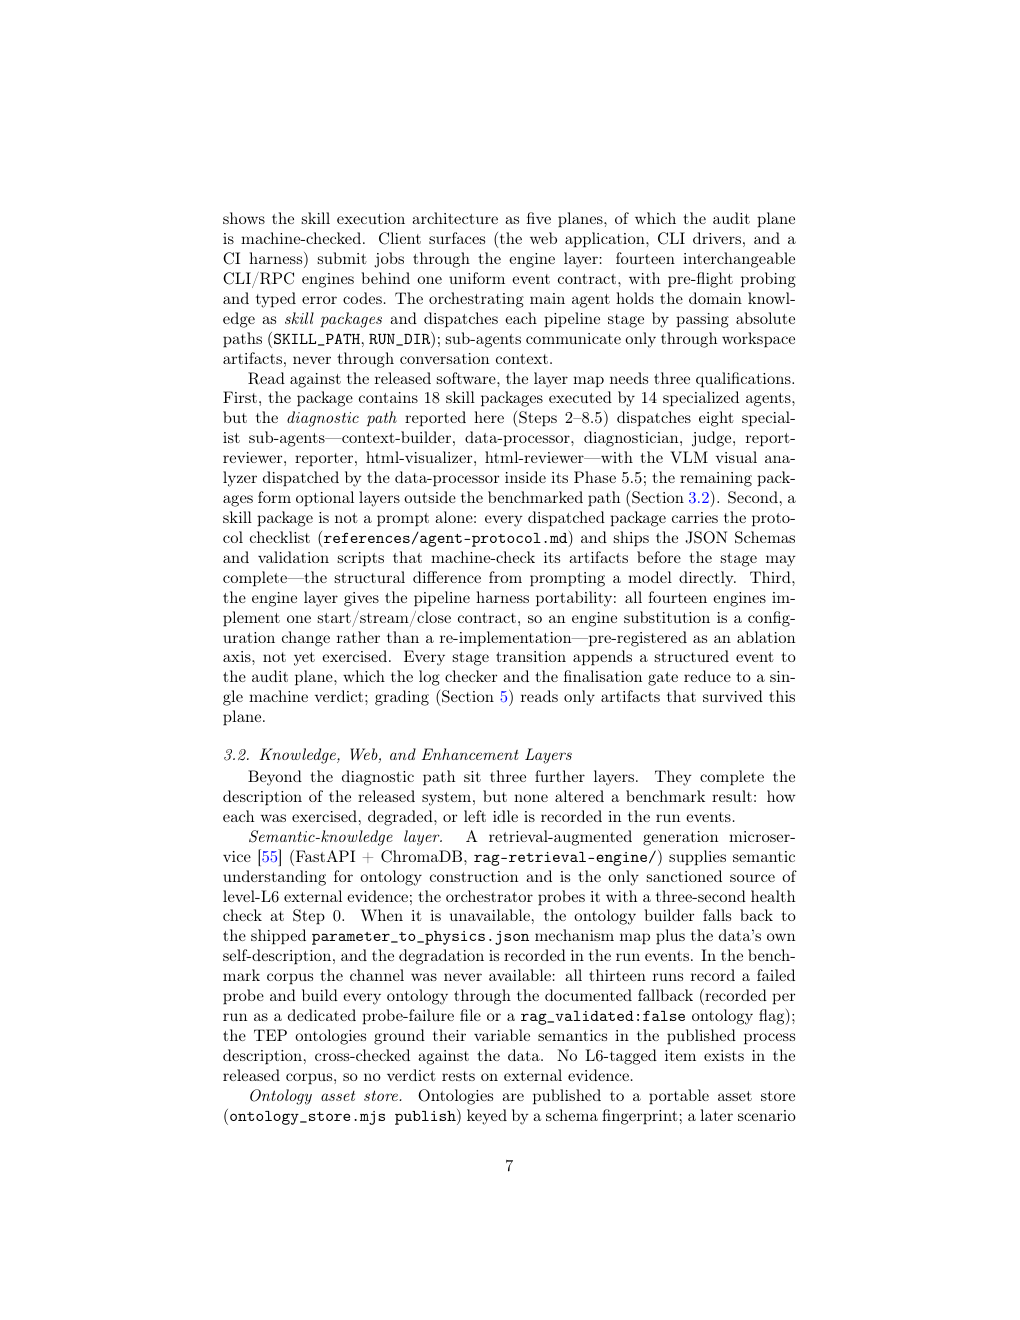 shows the skill execution architecture as five planes, of which the audit plane
is machine-checked. Client surfaces (the web application, CLI drivers, and a
CI harness) submit jobs through the engine layer: fourteen interchangeable
CLI/RPC engines behind one uniform event contract, with pre-flight probing
and typed error codes. The orchestrating main agent holds the domain knowl-
edge as skill packages and dispatches each pipeline stage by passing absolute
paths (SKILL_PATH, RUN_DIR); sub-agents communicate only through workspace
artifacts, never through conversation context.
Read against the released software, the layer map needs three qualifications.
First, the package contains 18 skill packages executed by 14 specialized agents,
but the diagnostic path reported here (Steps 2–8.5) dispatches eight special-
ist sub-agents—context-builder, data-processor, diagnostician, judge, report-
reviewer, reporter, html-visualizer, html-reviewer—with the VLM visual ana-
lyzer dispatched by the data-processor inside its Phase 5.5; the remaining pack-
ages form optional layers outside the benchmarked path (Section 3.2). Second, a
skill package is not a prompt alone: every dispatched package carries the proto-
col checklist (references/agent-protocol.md) and ships the JSON Schemas
and validation scripts that machine-check its artifacts before the stage may
complete—the structural difference from prompting a model directly. Third,
the engine layer gives the pipeline harness portability: all fourteen engines im-
plement one start/stream/close contract, so an engine substitution is a config-
uration change rather than a re-implementation—pre-registered as an ablation
axis, not yet exercised. Every stage transition appends a structured event to
the audit plane, which the log checker and the finalisation gate reduce to a sin-
gle machine verdict; grading (Section 5) reads only artifacts that survived this
plane.
3.2. Knowledge, Web, and Enhancement Layers
Beyond the diagnostic path sit three further layers. They complete the
description of the released system, but none altered a benchmark result: how
each was exercised, degraded, or left idle is recorded in the run events.
Semantic-knowledge layer. A retrieval-augmented generation microser-
vice [55] (FastAPI + ChromaDB, rag-retrieval-engine/) supplies semantic
understanding for ontology construction and is the only sanctioned source of
level-L6 external evidence; the orchestrator probes it with a three-second health
check at Step 0. When it is unavailable, the ontology builder falls back to
the shipped parameter_to_physics.json mechanism map plus the data's own
self-description, and the degradation is recorded in the run events. In the bench-
mark corpus the channel was never available: all thirteen runs record a failed
probe and build every ontology through the documented fallback (recorded per
run as a dedicated probe-failure file or a rag_validated:false ontology flag);
the TEP ontologies ground their variable semantics in the published process
description, cross-checked against the data. No L6-tagged item exists in the
released corpus, so no verdict rests on external evidence.
Ontology asset store. Ontologies are published to a portable asset store
(ontology_store.mjs publish) keyed by a schema fingerprint; a later scenario
7